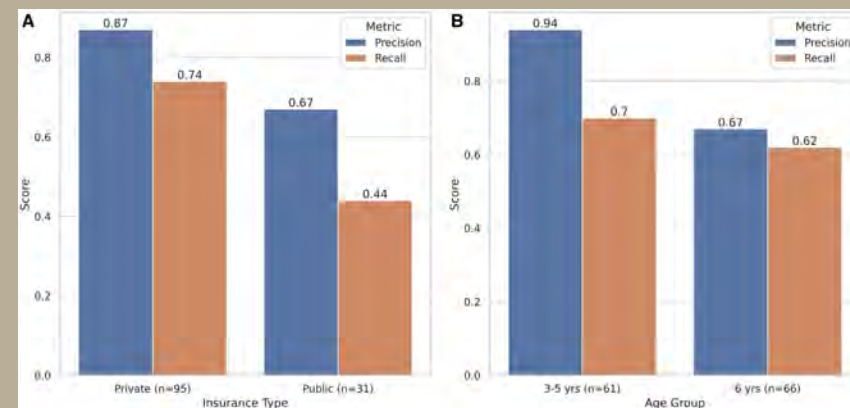 A
0.87
0.74
0.67
0.44
Metric
Precision
Recall
Score
0.8
0.6
0.4
0.2
0.0
Private (n=95)
Public (n=31)
Insurance Type
B
0.94
0.7
0.67
0.62
Metric
Precision
Recall
Score
0.8
0.6
0.4
0.2
0.0
3-5 yrs (n=61)
6 yrs (n=66)
Age Group